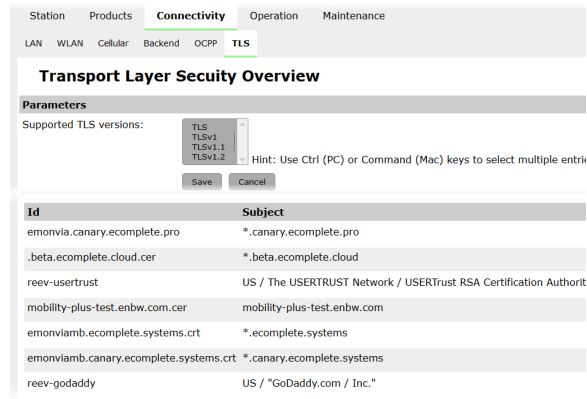 Station Products Connectivity Operation Maintenance
LAN WLAN Cellular Backend OCPP TLS
Transport Layer Secuity Overview
Parameters
Supported TLS versions:
TLS
TLSv1
TLSv1.1
TLSv1.2
Hint: Use Ctrl (PC) or Command (Mac) keys to select multiple entrie
Save Cancel
Id Subject
emonvia.canary.ecomplete.pro *.canary.ecomplete.pro
.beta.ecomplete.cloud.cer *.beta.ecomplete.cloud
reev-usertrust US / The USERTRUST Network / USERTrust RSA Certification Authorit
mobility-plus-test.enbw.com.cer mobility-plus-test.enbw.com
emonviamb.ecomplete.systems.crt *.ecomplete.systems
emonviamb.canary.ecomplete.systems.crt *.canary.ecomplete.systems
reev-godaddy US / "GoDaddy.com / Inc."